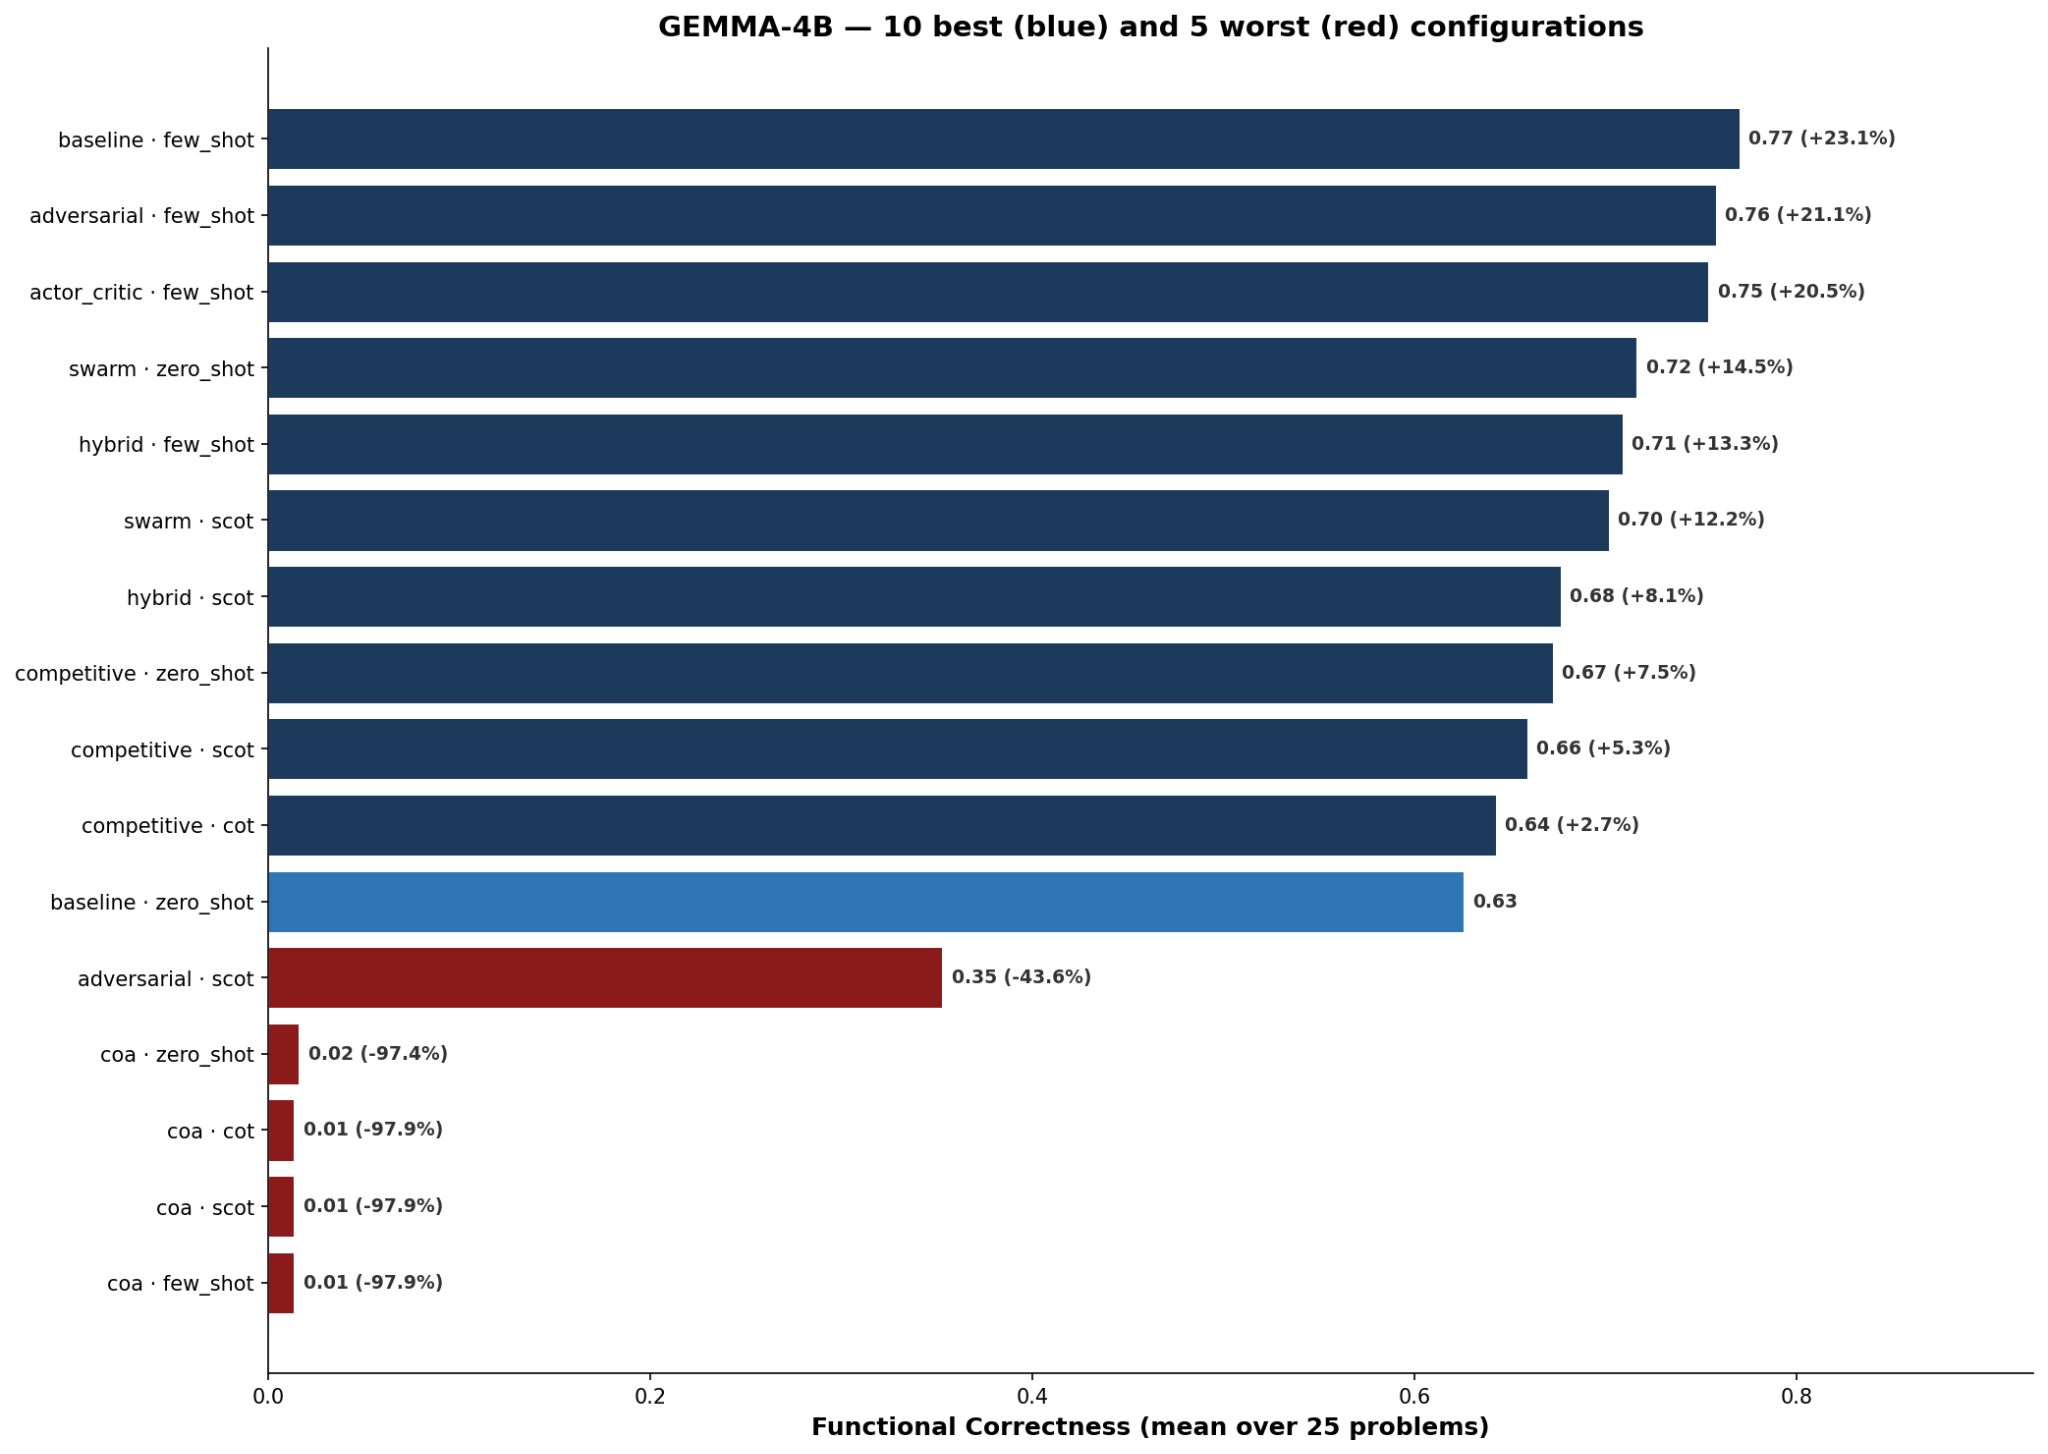 GEMMA-4B — 10 best (blue) and 5 worst (red) configurations
baseline · few_shot 0.77 (+23.1%)
adversarial · few_shot 0.76 (+21.1%)
actor_critic · few_shot 0.75 (+20.5%)
swarm · zero_shot 0.72 (+14.5%)
hybrid · few_shot 0.71 (+13.3%)
swarm · scot 0.70 (+12.2%)
hybrid · scot 0.68 (+8.1%)
competitive · zero_shot 0.67 (+7.5%)
competitive · scot 0.66 (+5.3%)
competitive · cot 0.64 (+2.7%)
baseline · zero_shot 0.63
adversarial · scot 0.35 (-43.6%)
coa · zero_shot 0.02 (-97.4%)
coa · cot 0.01 (-97.9%)
coa · scot 0.01 (-97.9%)
coa · few_shot 0.01 (-97.9%)
0.0 0.2 0.4 0.6 0.8
Functional Correctness (mean over 25 problems)